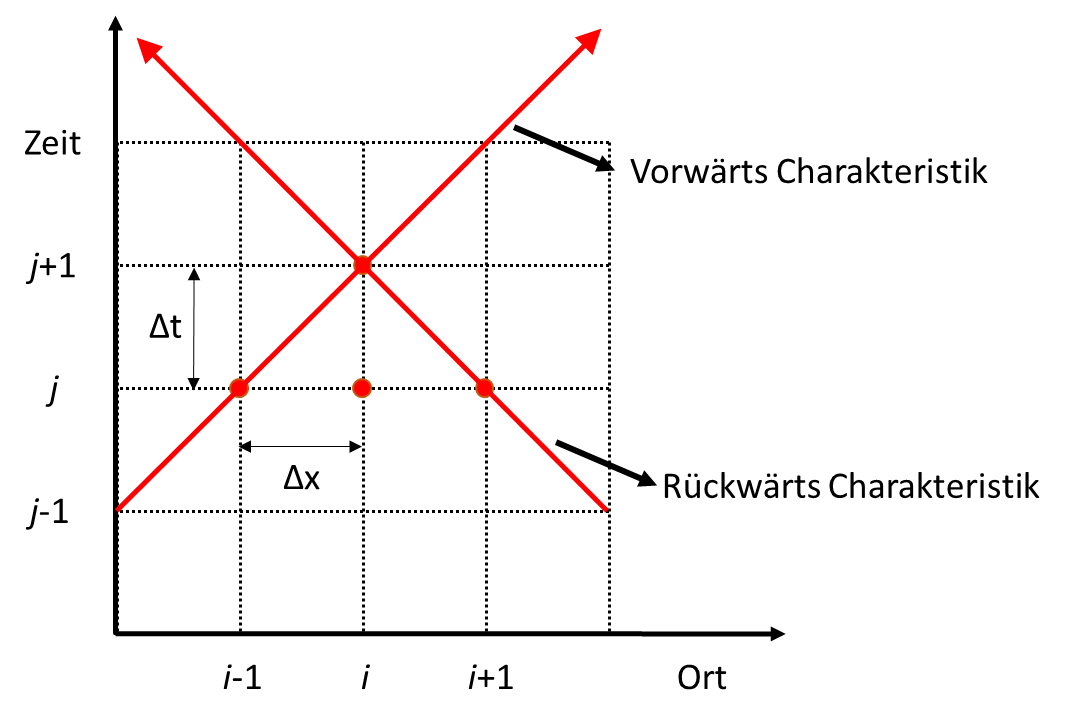 Zeit
Vorwärts Charakteristik
j+1
Δt
j
Δx
Rückwärts Charakteristik
j-1
i-1
i
i+1
Ort